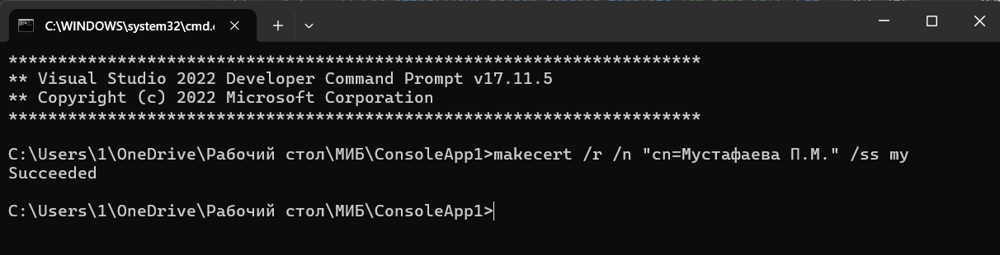 C:\WINDOWS\system32\cmd.e
**********************************************************************
** Visual Studio 2022 Developer Command Prompt v17.11.5
** Copyright (c) 2022 Microsoft Corporation
**********************************************************************
C:\Users\1\OneDrive\Рабочий стол\МИБ\ConsoleApp1>makecert /r /n "cn=Мустафаева П.М." /ss my
Succeeded
C:\Users\1\OneDrive\Рабочий стол\МИБ\ConsoleApp1>